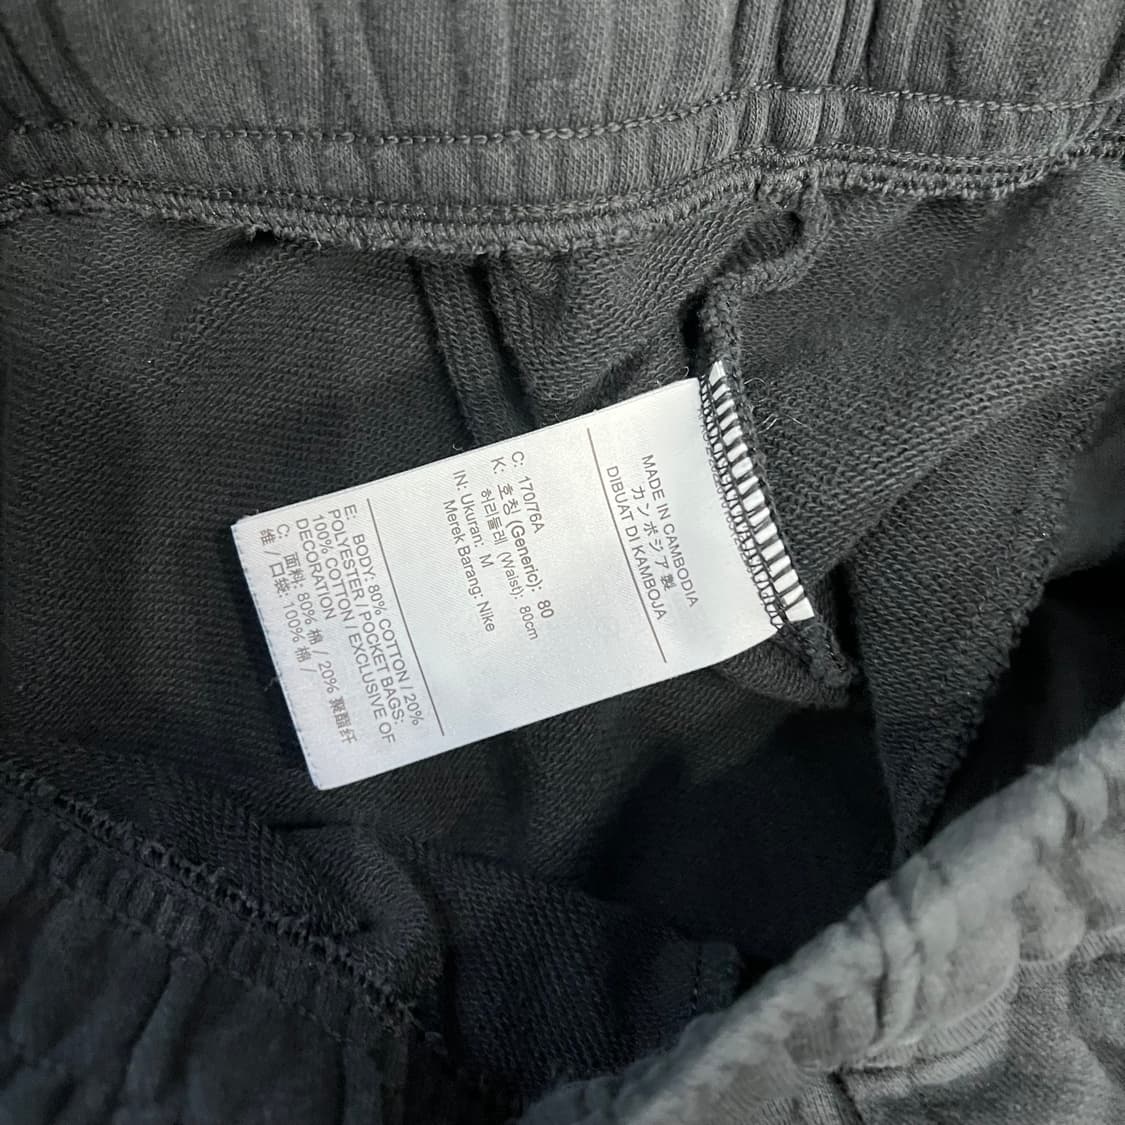 MADE IN CAMBODIA
カンボジア製
DIBUAT DI KAMBOJA
C: 170/76A
K: 호칭 (Generic): 80
허리둘레 (Waist): 80cm
IN: Ukuran: M
Merek Barang: Nike
E: BODY: 80% COTTON / 20%
POLYESTER / POCKET BAGS:
100% COTTON / EXCLUSIVE OF
DECORATION
C: 面料: 80% 棉 / 20% 聚酯纤
维 / 口袋: 100% 棉 /